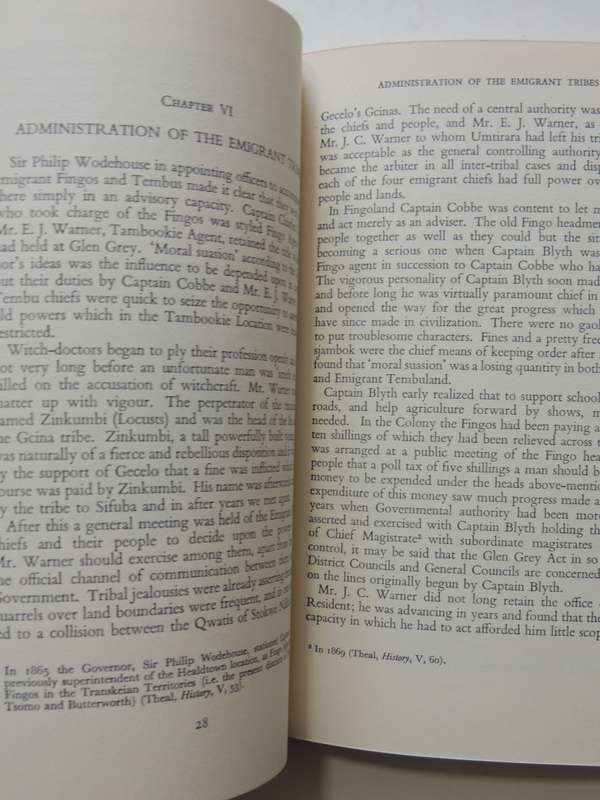 CHAPTER VI
ADMINISTRATION OF THE EMIGRANT
Sir Philip Wodehouse in appointing officers to
emigrant Fingos and Tembus made it clear that they
there simply in an advisory capacity. Captain
who took charge of the Fingos was styled Fingo
Mr. E. J. Warner, Tambookie Agent, retained the title
had held at Glen Grey. 'Moral suasion' according to the
nor's ideas was the influence to be depended upon in
out their duties by Captain Cobbe and Mr. E. J.
Tembu chiefs were quick to seize the opportunity to
old powers which in the Tambookie Location were
restricted.
Witch-doctors began to ply their profession openly and
not very long before an unfortunate man was
killed on the accusation of witchcraft. Mr. Warner
matter up with vigour. The perpetrator of the
named Zinkumbi (Locusts) and was the head of the
the Gcina tribe. Zinkumbi, a tall powerfully built
was naturally of a fierce and rebellious disposition and
by the support of Gecelo that a fine was inflicted which
course was paid by Zinkumbi. His name was afterwards
by the tribe to Sifuba and in after years we met again.
After this a general meeting was held of the Emigrant
chiefs and their people to decide upon the
Mr. Warner should exercise among them, apart from
the official channel of communication between them
Government. Tribal jealousies were already asserting
quarrels over land boundaries were frequent, and
ed to a collision between the Qwatis of Stokwe
In 1865 the Governor, Sir Philip Wodehouse, stationed
previously superintendent of the Healdtown location, as
Fingos in the Transkeian Territories (i.e. the present
Tsomo and Butterworth) (Theal, History, V, 53).
28
ADMINISTRATION OF THE EMIGRANT TRIBES
Gecelo's Gcinas. The need of a central authority was
the chiefs and people, and Mr. E. J. Warner, as
Mr. J. C. Warner to whom Umtirara had left his
was acceptable as the general controlling authority
became the arbiter in all inter-tribal cases and
each of the four emigrant chiefs had full power
people and lands.
In Fingoland Captain Cobbe was content to let
and act merely as an adviser. The old Fingo headmen
people together as well as they could but the
becoming a serious one when Captain Blyth was
Fingo agent in succession to Captain Cobbe who
The vigorous personality of Captain Blyth soon made
and before long he was virtually paramount chief in
and opened the way for the great progress which
have since made in civilization. There were no gaols
to put troublesome characters. Fines and a pretty free
sjambok were the chief means of keeping order after
found that 'moral suasion' was a losing quantity in both
and Emigrant Tembuland.
Captain Blyth early realized that to support
roads, and help agriculture forward by shows,
needed. In the Colony the Fingos had been paying a
ten shillings of which they had been relieved across
was arranged at a public meeting of the Fingo
people that a poll tax of five shillings a man should
money to be expended under the heads
expenditure of this money saw much progress made
years when Governmental authority had been more
asserted and exercised with Captain Blyth holding
of Chief Magistrate² with subordinate magistrates
control, it may be said that the Glen Grey Act in so
District Councils and General Councils are concerned
on the lines originally begun by Captain Blyth.
Mr. J. C. Warner did not long retain the office
Resident; he was advancing in years and found that the
capacity in which he had to act afforded him little
² In 1869 (Theal, History, V, 60).